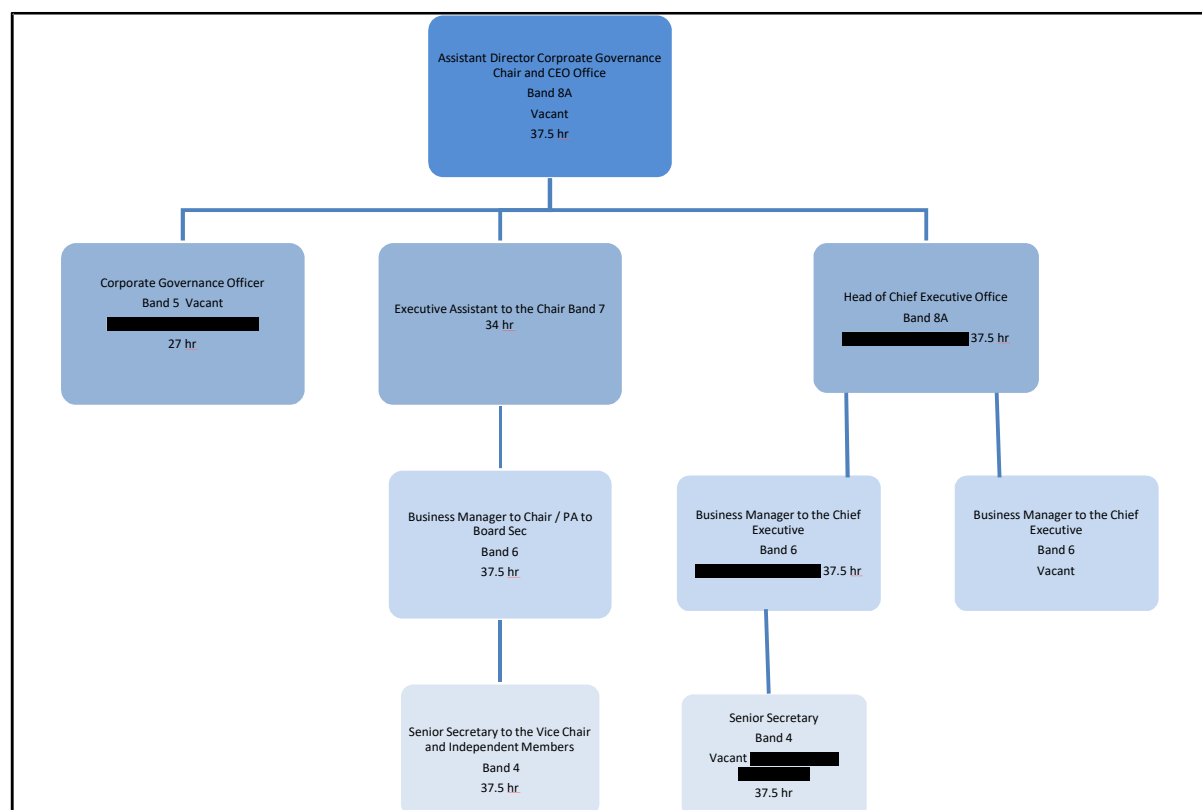 Assistant Director Corproate Governance
Chair and CEO Office
Band 8A
Vacant
37.5 hr
Corporate Governance Officer
Band 5 Vacant
27 hr
Executive Assistant to the Chair Band 7
34 hr
Head of Chief Executive Office
Band 8A
37.5 hr
Business Manager to Chair / PA to
Board Sec
Band 6
37.5 hr
Business Manager to the Chief
Executive
Band 6
37.5 hr
Business Manager to the Chief
Executive
Band 6
Vacant
Senior Secretary to the Vice Chair
and Independent Members
Band 4
37.5 hr
Senior Secretary
Band 4
Vacant
37.5 hr